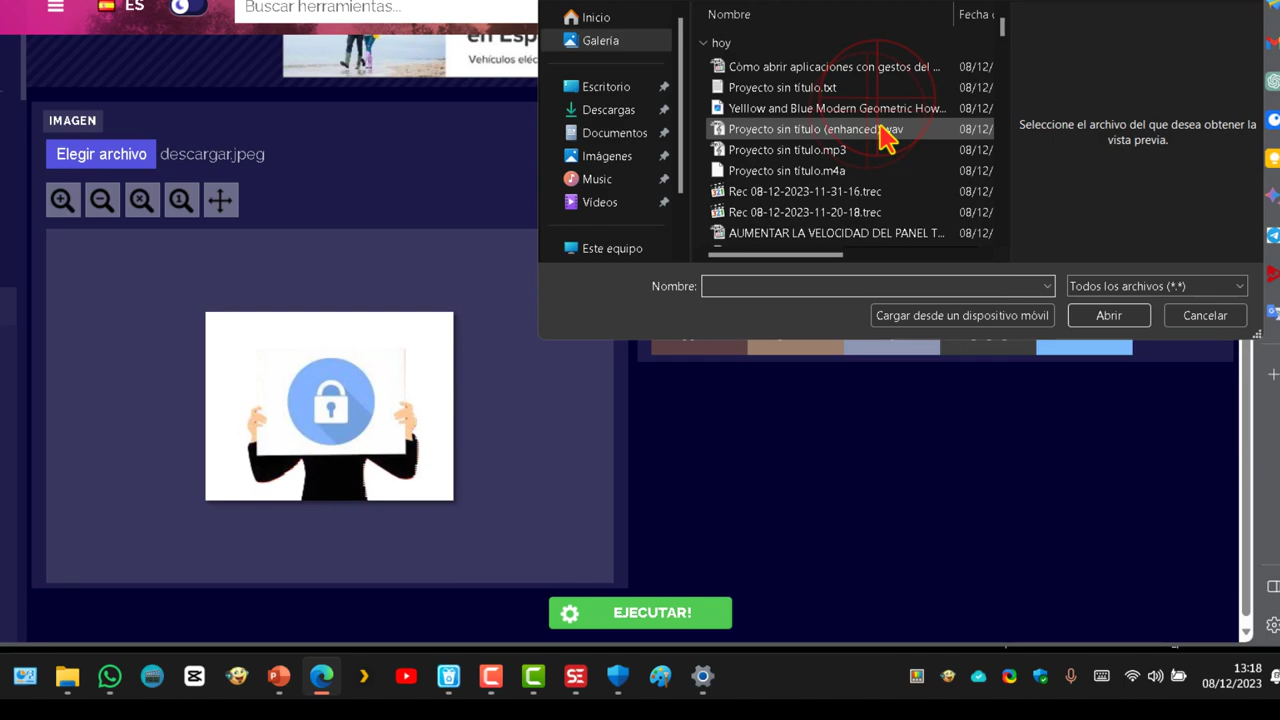 ES
Buscar herramientas...
en Esp
Vehículos eléc
IMAGEN
Elegir archivo descargar.jpeg
Inicio
Galería
Escritorio
Descargas
Documentos
Imágenes
Music
Vídeos
Este equipo
Nombre
Fecha
hoy
Cómo abrir aplicaciones con gestos del ... 08/12/
Proyecto sin título.txt 08/12/
Yelllow and Blue Modern Geometric How... 08/12/
Proyecto sin título (enhanced).wav 08/12/
Proyecto sin título.mp3 08/12/
Proyecto sin título.m4a 08/12/
Rec 08-12-2023-11-31-16.trec 08/12/
Rec 08-12-2023-11-20-18.trec 08/12/
AUMENTAR LA VELOCIDAD DEL PANEL T... 08/12/
Seleccione el archivo del que desea obtener la
vista previa.
Nombre:
Todos los archivos (*.*)
Cargar desde un dispositivo móvil
Abrir
Cancelar
EJECUTAR!
13:18
08/12/2023